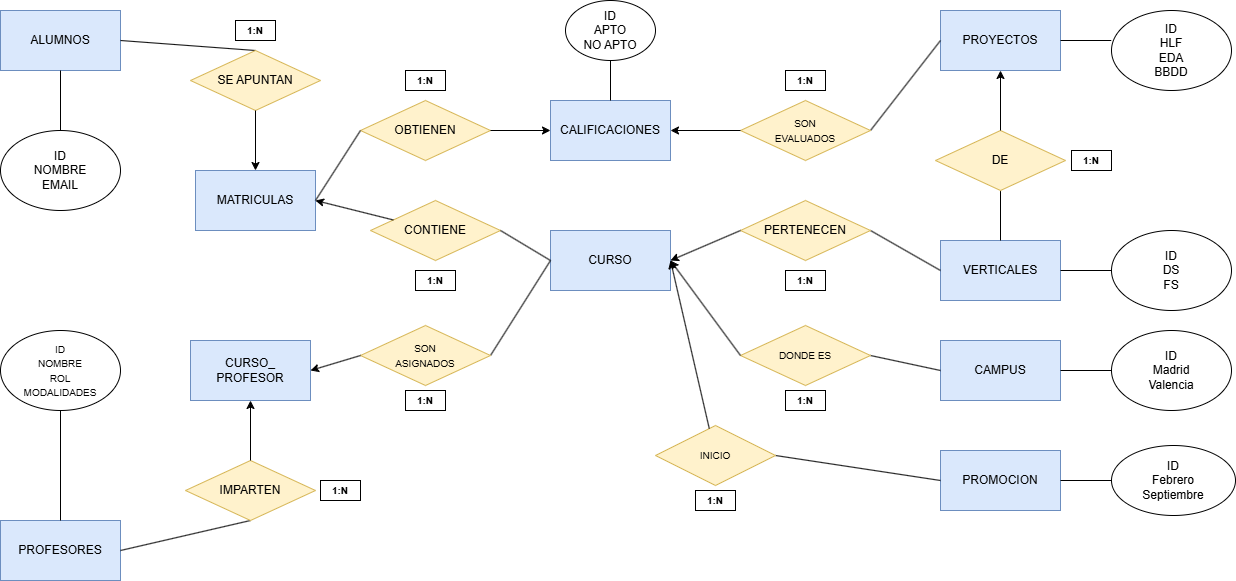 ALUMNOS
1:N
SE APUNTAN
ID
NOMBRE
EMAIL
MATRICULAS
1:N
OBTIENEN
ID
APTO
NO APTO
CALIFICACIONES
1:N
SON
EVALUADOS
PROYECTOS
ID
HLF
EDA
BBDD
DE
1:N
CONTIENE
1:N
CURSO
PERTENECEN
1:N
VERTICALES
ID
DS
FS
ID
NOMBRE
ROL
MODALIDADES
CURSO_
PROFESOR
SON
ASIGNADOS
1:N
DONDE ES
1:N
CAMPUS
ID
Madrid
Valencia
IMPARTEN
1:N
INICIO
1:N
PROMOCION
ID
Febrero
Septiembre
PROFESORES